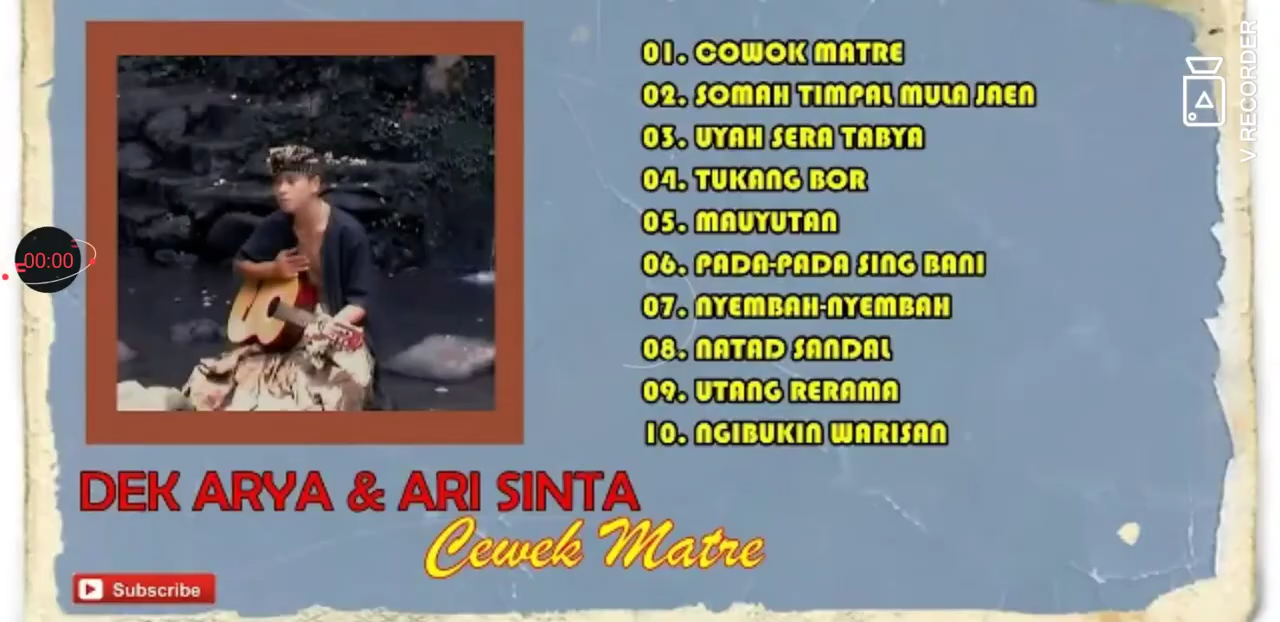 01. COWOK MATRE
02. SOMAH TIMPAL MULA JAEN
03. UYAH SERA TABYA
04. TUKANG BOR
05. MAUYUTAN
06. PADA-PADA SING BANI
07. NYEMBAH-NYEMBAH
08. NATAD SANDAL
09. UTANG RERAMA
10. NGIBUKIN WARISAN
V RECORDER
00:00
DEK ARYA & ARI SINTA
Cewek Matre
Subscribe